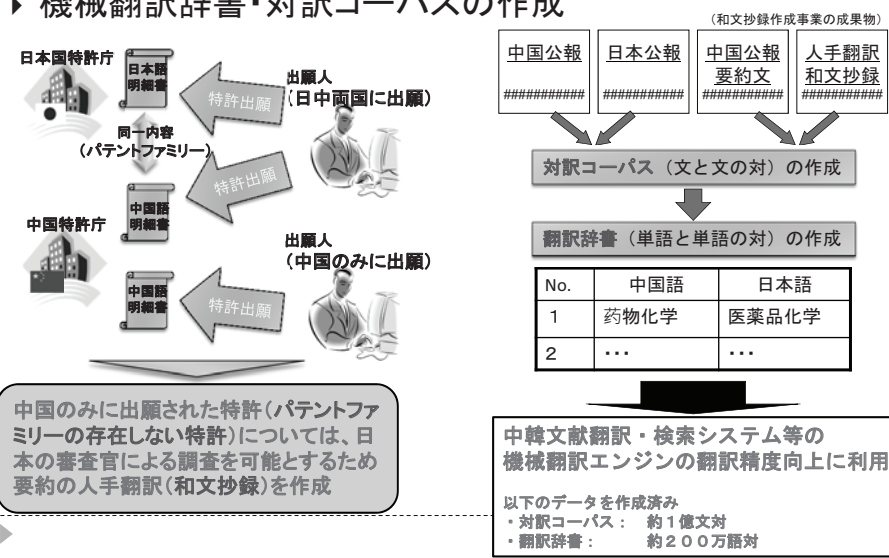 機械翻訳辞書・対訳コーパスの作成
日本国特許庁
日本語
明細書
特許出願
出願人
(日中両国に出願)
同一内容
(パテントファミリー)
特許出願
中国語
明細書
中国特許庁
出願人
(中国のみに出願)
中国語
明細書
特許出願
中国のみに出願された特許(パテントファ
ミリーの存在しない特許)については、日
本の審査官による調査を可能とするため
要約の人手翻訳(和文抄録)を作成
(和文抄録作成事業の成果物)
中国公報
###########
日本公報
###########
中国公報
要約文
###########
人手翻訳
和文抄録
###########
対訳コーパス(文と文の対)の作成
翻訳辞書(単語と単語の対)の作成
No. 中国語 日本語
1 药物化学 医薬品化学
2 ・・・ ・・・
中韓文献翻訳・検索システム等の
機械翻訳エンジンの翻訳精度向上に利用
以下のデータを作成済み
・対訳コーパス: 約1億文対
・翻訳辞書: 約200万語対